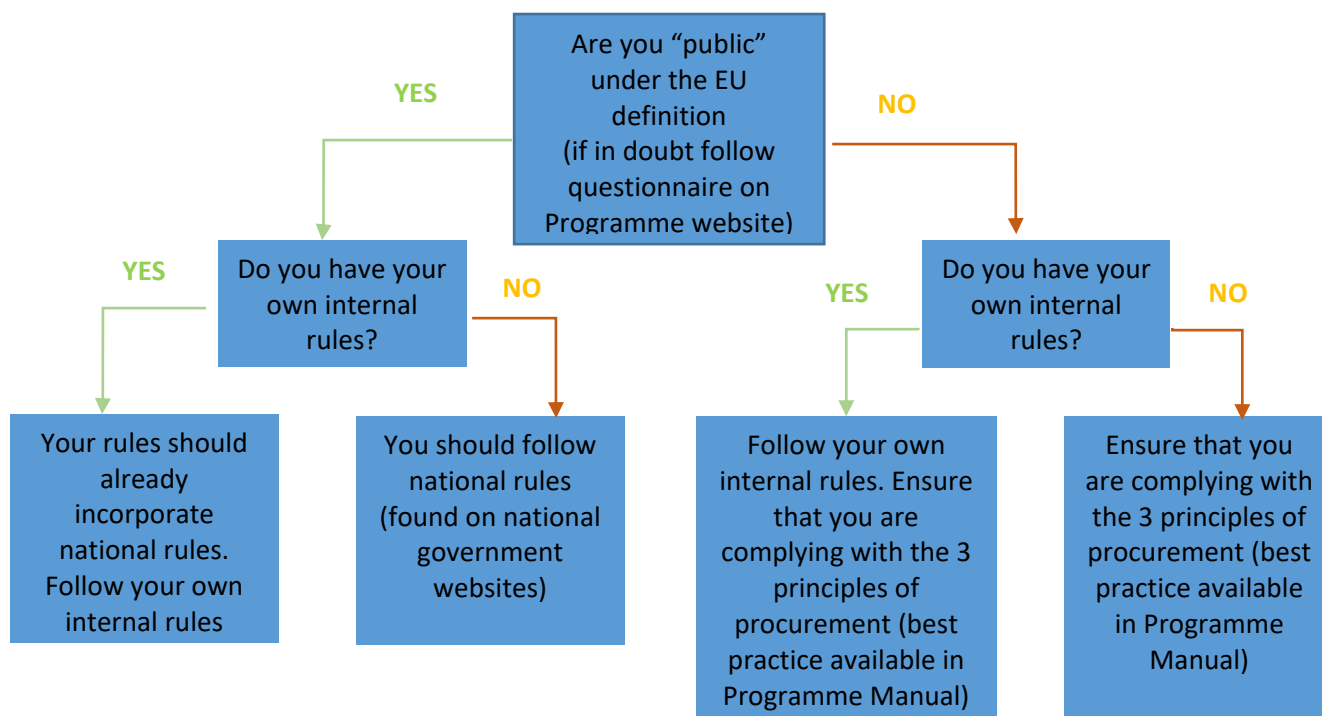 Are you “public”
under the EU
definition
(if in doubt follow
questionnaire on
Programme website)
YES
NO
Do you have your
own internal
rules?
YES
NO
Do you have your
own internal
rules?
YES
NO
Your rules should
already
incorporate
national rules.
Follow your own
internal rules
You should follow
national rules
(found on national
government
websites)
Follow your own
internal rules. Ensure
that you are
complying with the 3
principles of
procurement (best
practice available in
Programme Manual)
Ensure that you
are complying with
the 3 principles of
procurement (best
practice available
in Programme
Manual)